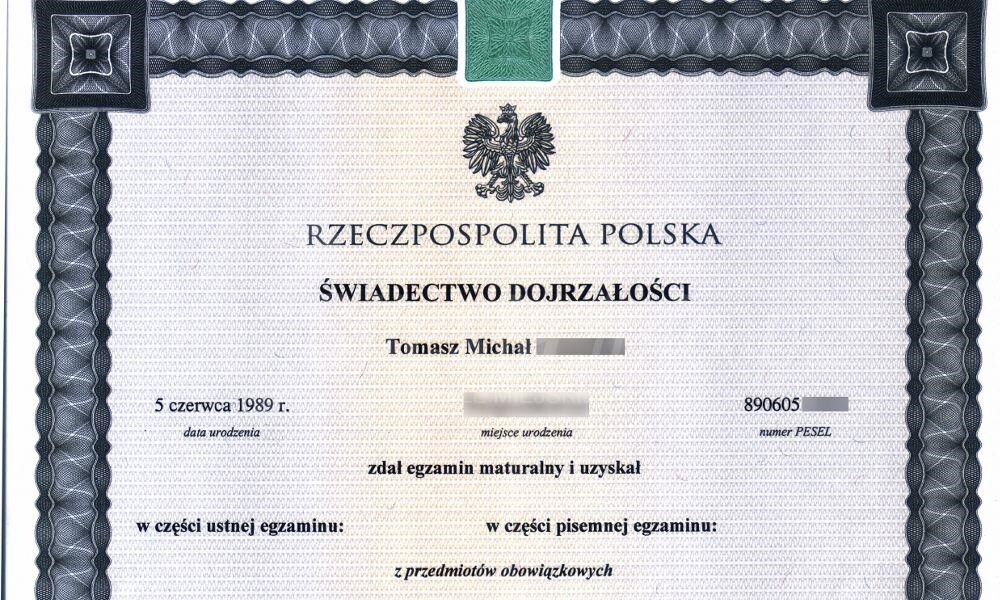 RZECZPOSPOLITA POLSKA
ŚWIADECTWO DOJRZAŁOŚCI
Tomasz Michał
5 czerwca 1989 r. 890605
data urodzenia miejsce urodzenia numer PESEL
zdał egzamin maturalny i uzyskał
w części ustnej egzaminu: w części pisemnej egzaminu:
z przedmiotów obowiązkowych